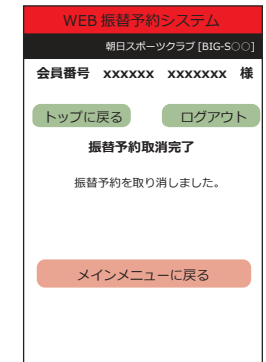 WEB 振替予約システム
朝日スポーツクラブ [BIG-S○○]
会員番号 xxxxxx xxxxxxx 様
トップに戻る ログアウト
振替予約取消完了
振替予約を取り消しました。
メインメニューに戻る